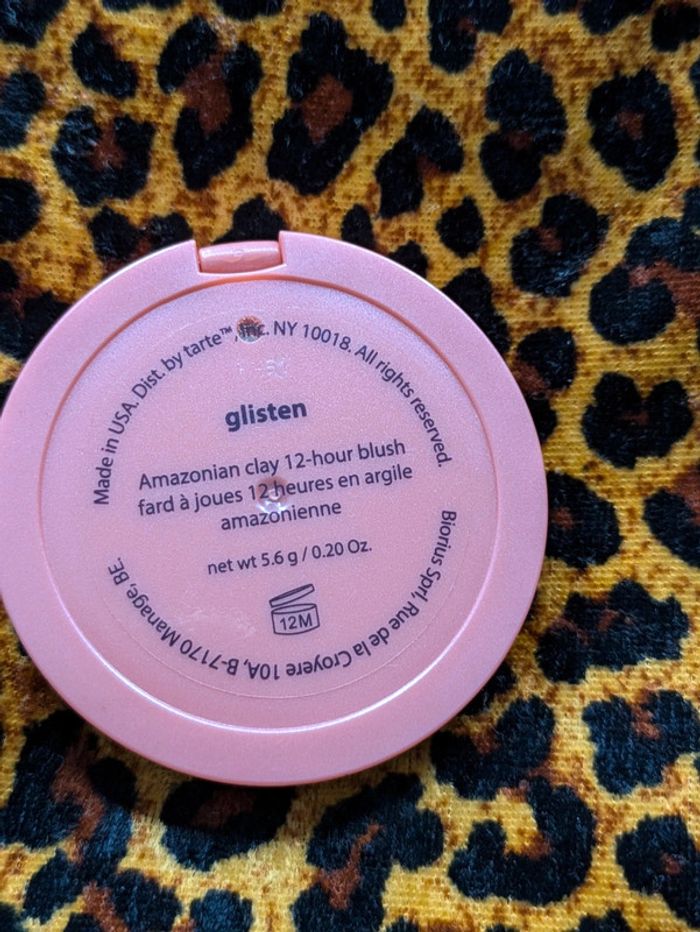 Made in USA. Dist. by tarte™, Inc. NY 10018. All rights reserved.
glisten
Amazonian clay 12-hour blush
fard à joues 12 heures en argile
amazonienne
net wt 5.6 g / 0.20 Oz.
12M
Biorius Sprl, Rue de la Croyere 10A, B-7170 Manage, BE.